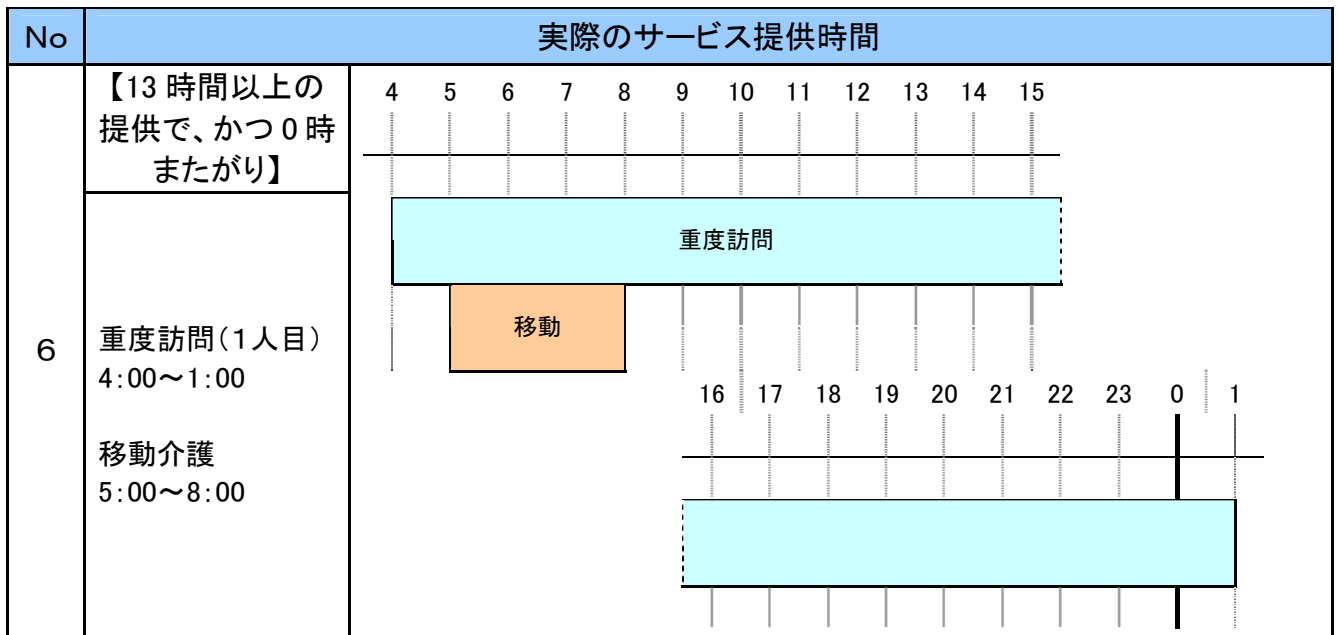 No 実際のサービス提供時間
【13 時間以上の
提供で、かつ 0 時
またがり】
4 5 6 7 8 9 10 11 12 13 14 15
重度訪問
移動
6
重度訪問（１人目）
4:00～1:00
移動介護
5:00～8:00
16 17 18 19 20 21 22 23 0 1